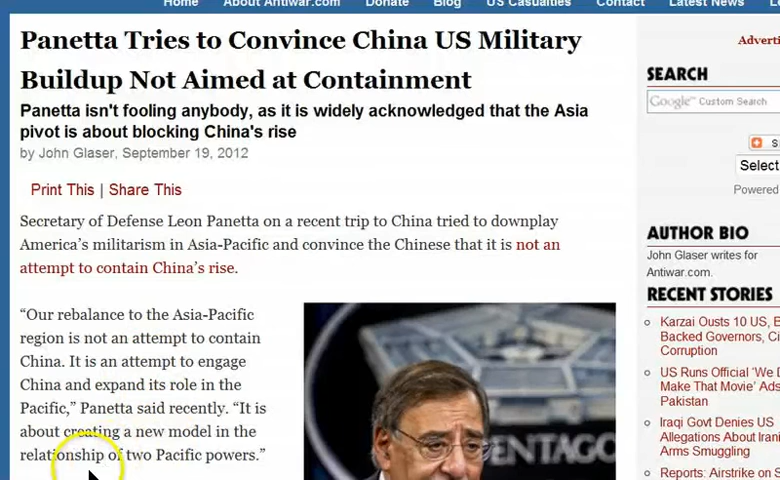 Home About Antiwar.com Donate Blog US Casualties Contact Latest News
Panetta Tries to Convince China US Military
Buildup Not Aimed at Containment
Panetta isn't fooling anybody, as it is widely acknowledged that the Asia
pivot is about blocking China's rise
by John Glaser, September 19, 2012
Print This | Share This
Secretary of Defense Leon Panetta on a recent trip to China tried to downplay
America's militarism in Asia-Pacific and convince the Chinese that it is not an
attempt to contain China's rise.
“Our rebalance to the Asia-Pacific
region is not an attempt to contain
China. It is an attempt to engage
China and expand its role in the
Pacific,” Panetta said recently. “It is
about creating a new model in the
relationship of two Pacific powers.”
ENTAGO
Adverti
SEARCH
Google™ Custom Search
S
Select
Powered
AUTHOR BIO
John Glaser writes for
Antiwar.com.
RECENT STORIES
Karzai Ousts 10 US, B
Backed Governors, Ci
Corruption
US Runs Official 'We D
Make That Movie' Ads
Pakistan
Iraqi Govt Denies US
Allegations About Irani
Arms Smuggling
Reports: Airstrike on S